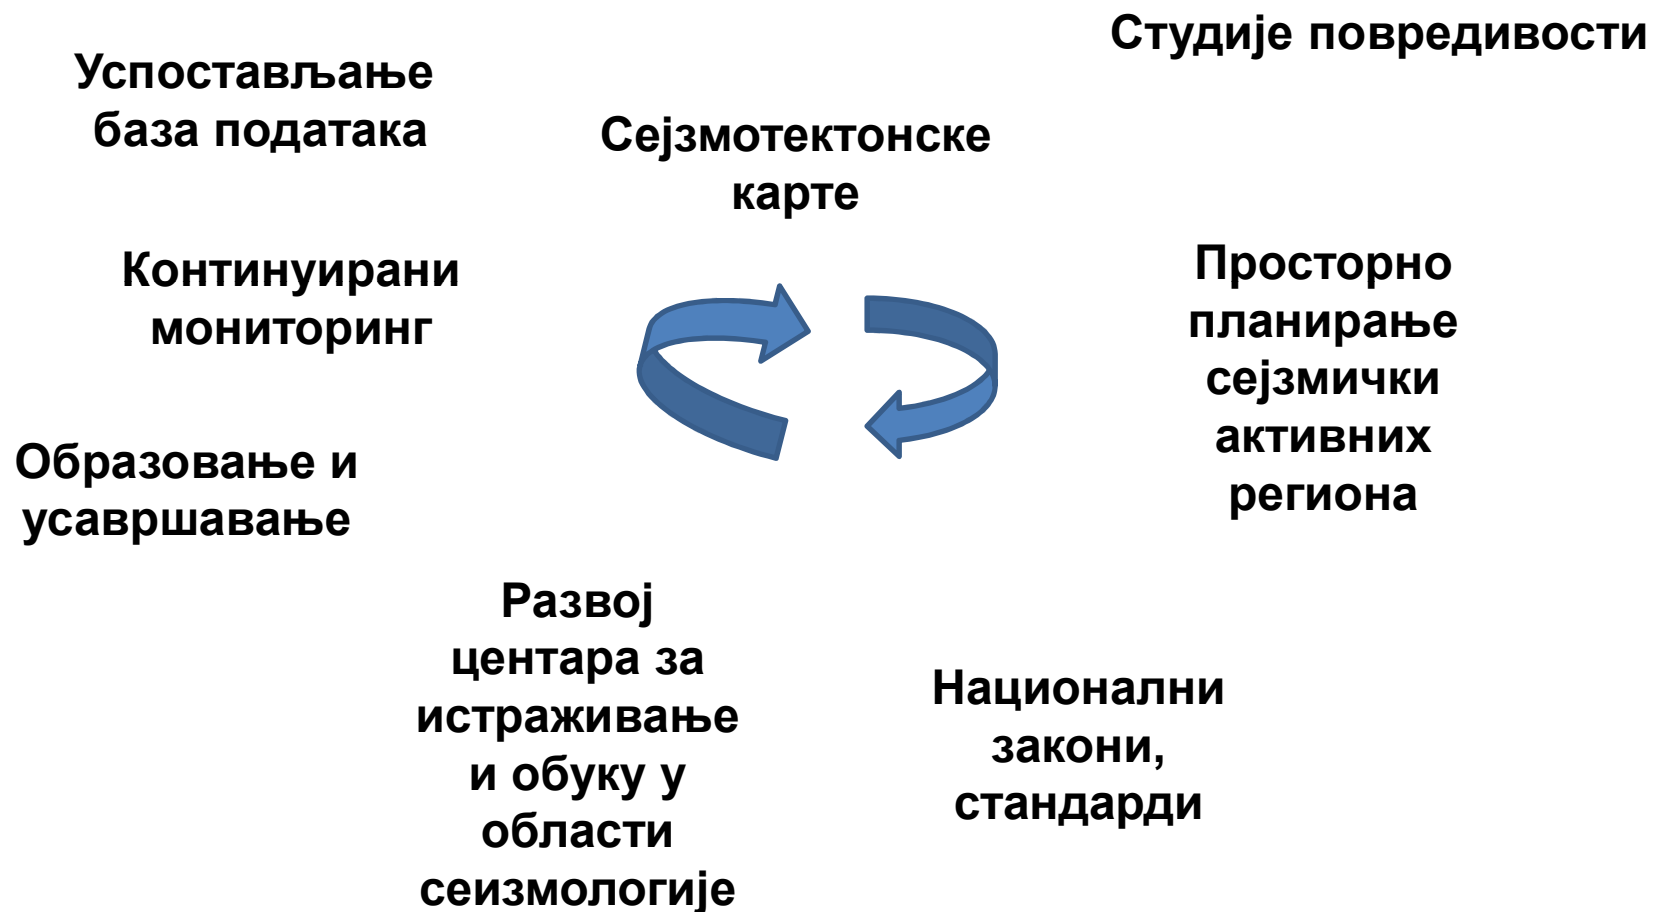 Студије повредивости
Успостављање
база података
Сејзмотектонске
карте
Континуирани
мониторинг
Просторно
планирање
сејзмички
активних
региона
Образовање и
усавршавање
Развој
центара за
истраживање
и обуку у
области
сеизмологије
Национални
закони,
стандарди